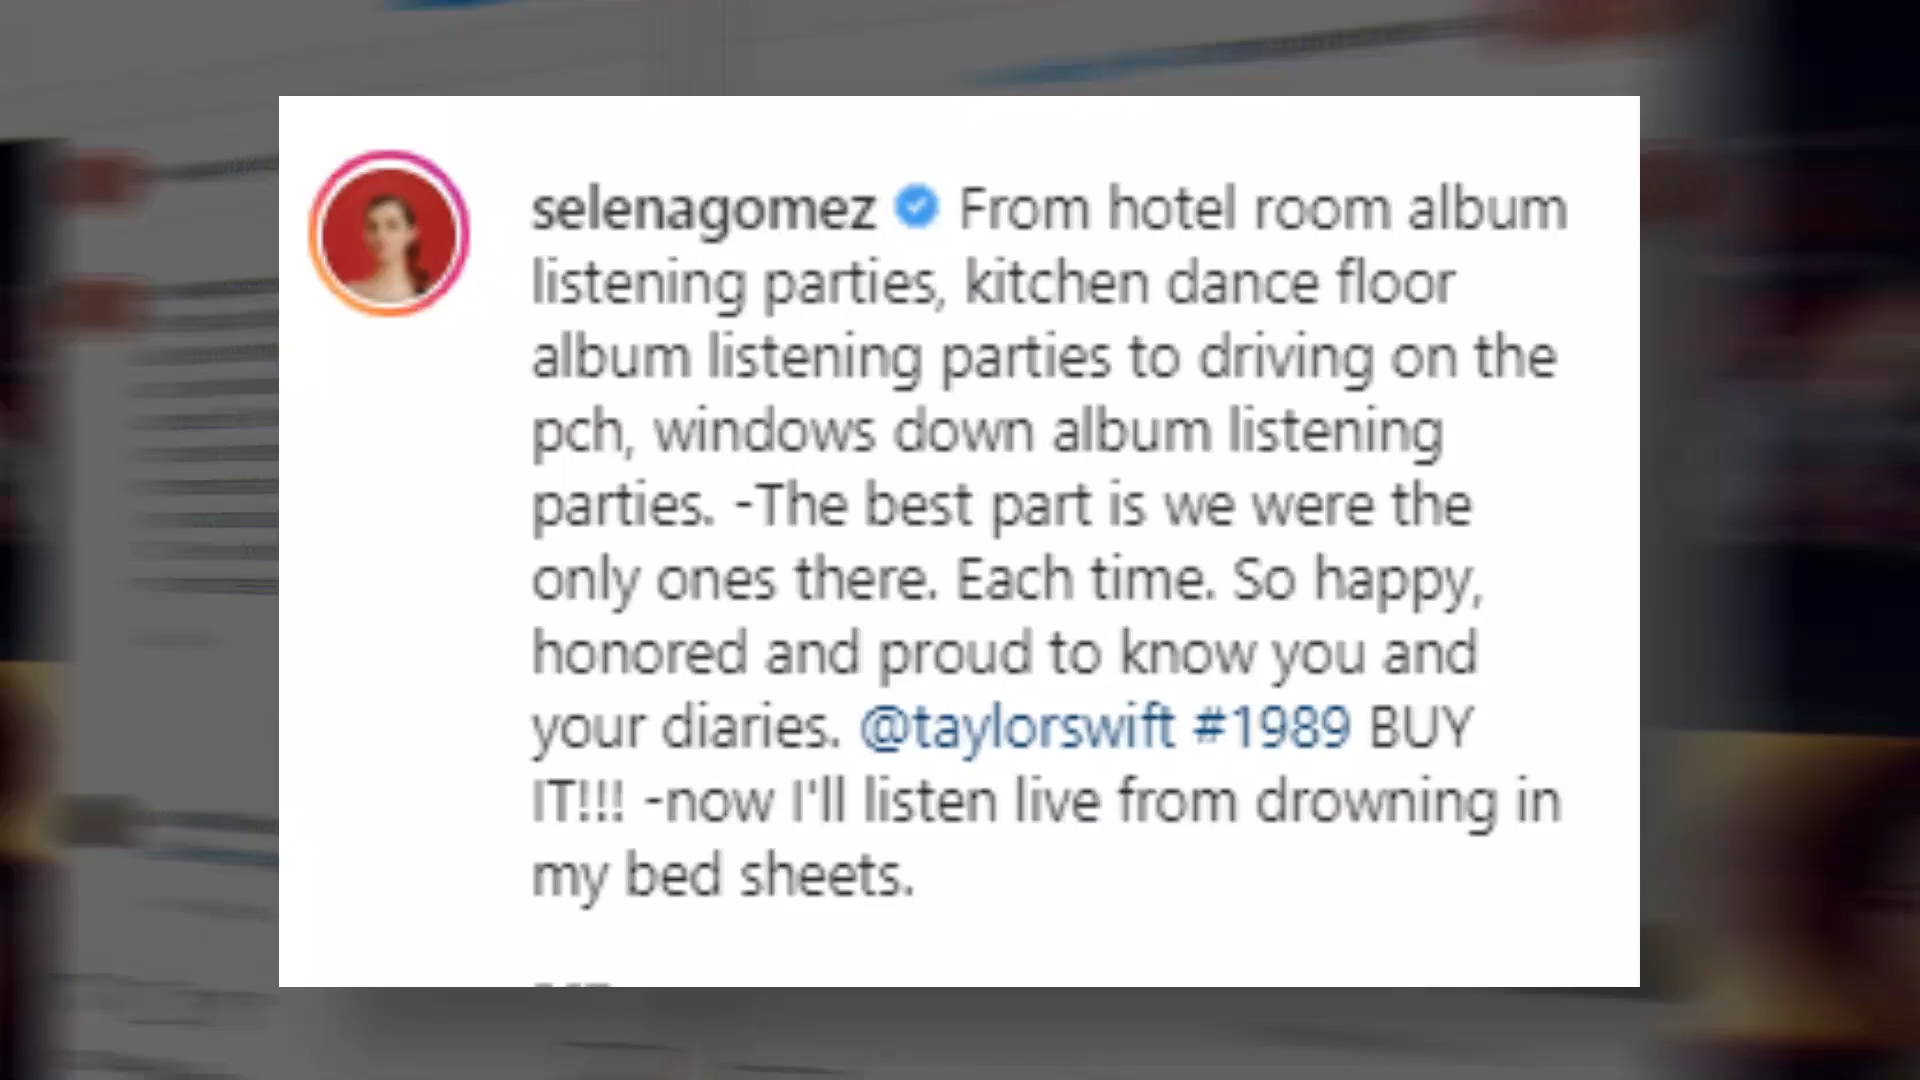 selenagomez From hotel room album
listening parties, kitchen dance floor
album listening parties to driving on the
pch, windows down album listening
parties. -The best part is we were the
only ones there. Each time. So happy,
honored and proud to know you and
your diaries. @taylorswift #1989 BUY
IT!!! -now I'll listen live from drowning in
my bed sheets.